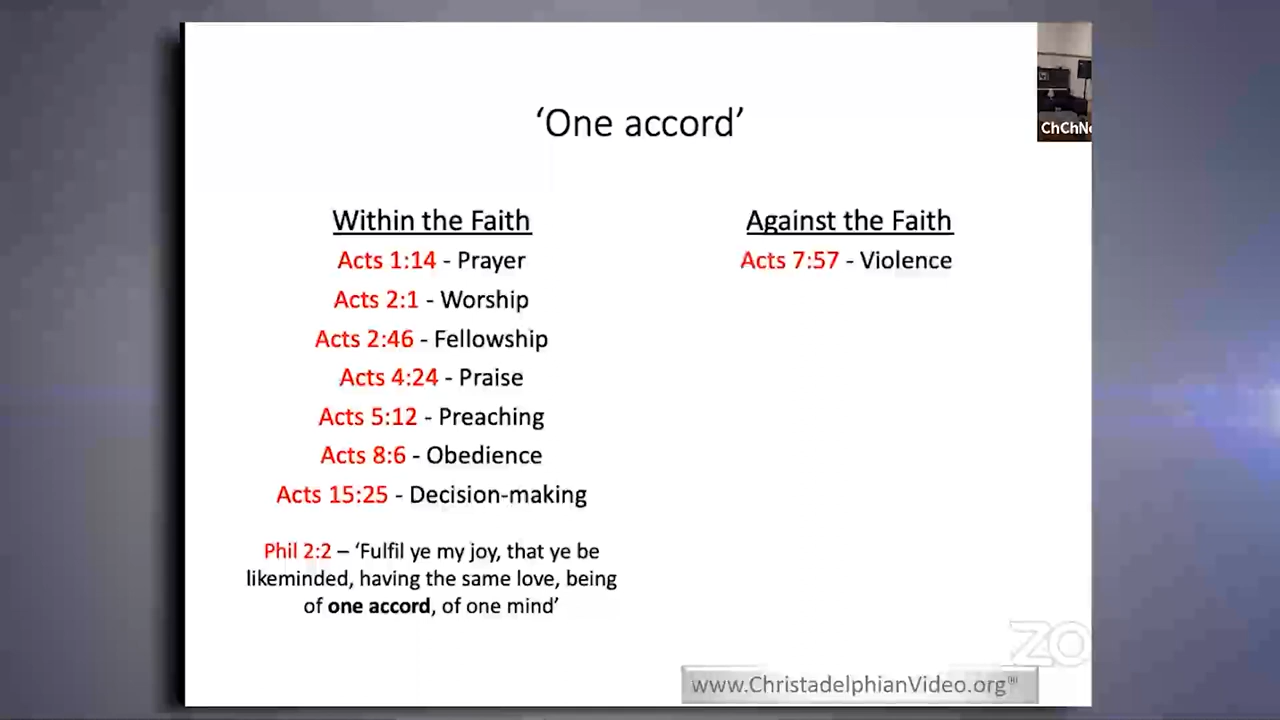 ‘One accord’
ChChN
Within the Faith
Acts 1:14 - Prayer
Acts 2:1 - Worship
Acts 2:46 - Fellowship
Acts 4:24 - Praise
Acts 5:12 - Preaching
Acts 8:6 - Obedience
Acts 15:25 - Decision-making
Phil 2:2 – ‘Fulfil ye my joy, that ye be
likeminded, having the same love, being
of one accord, of one mind’
Against the Faith
Acts 7:57 - Violence
ZO
www.ChristadelphianVideo.org